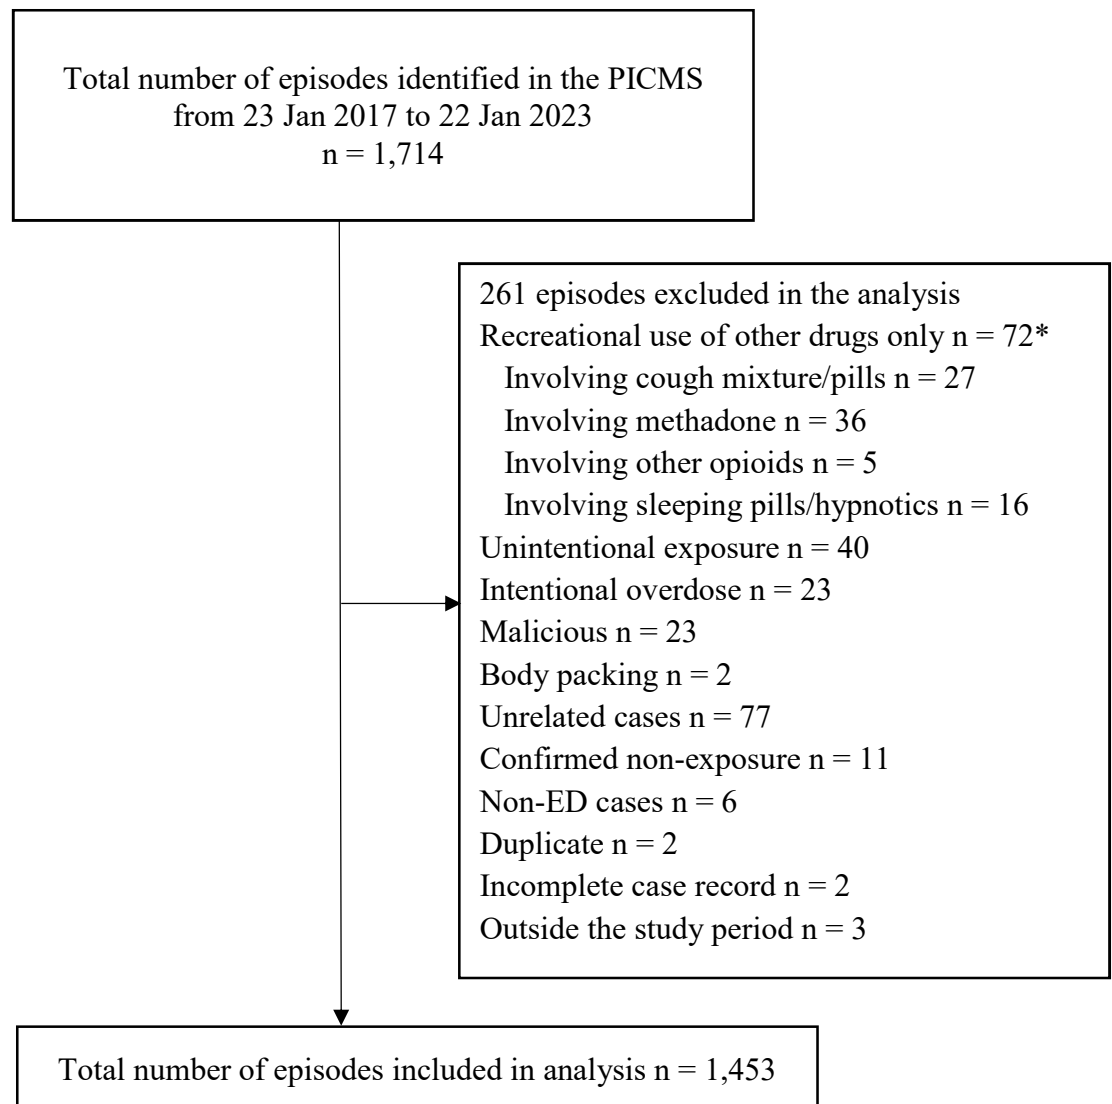 Total number of episodes identified in the PICMS
from 23 Jan 2017 to 22 Jan 2023
n = 1,714
261 episodes excluded in the analysis
Recreational use of other drugs only n = 72*
Involving cough mixture/pills n = 27
Involving methadone n = 36
Involving other opioids n = 5
Involving sleeping pills/hypnotics n = 16
Unintentional exposure n = 40
Intentional overdose n = 23
Malicious n = 23
Body packing n = 2
Unrelated cases n = 77
Confirmed non-exposure n = 11
Non-ED cases n = 6
Duplicate n = 2
Incomplete case record n = 2
Outside the study period n = 3
Total number of episodes included in analysis n = 1,453